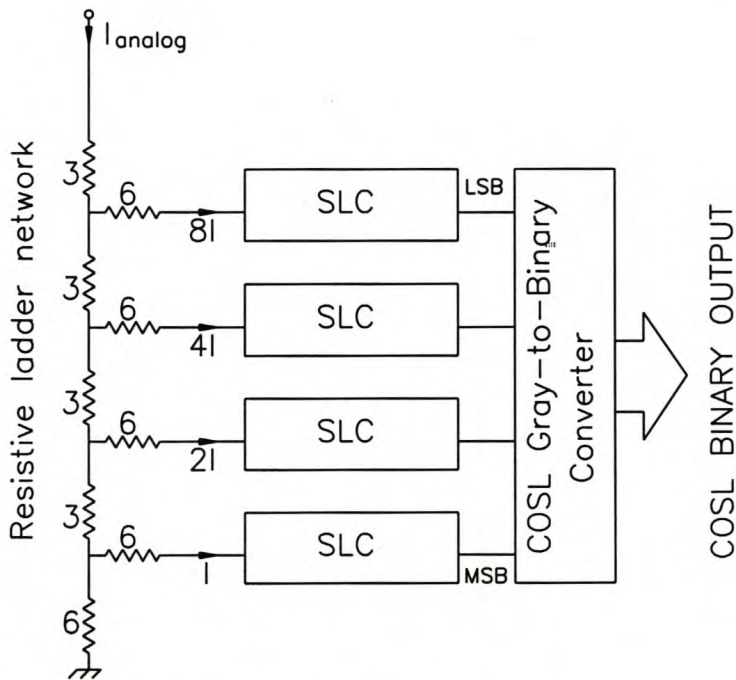 I analog
Resistive ladder network
3
6
8I
SLC
LSB
3
6
4I
SLC
3
6
2I
SLC
3
6
I
SLC
MSB
6
COSL Gray-to-Binary
Converter
COSL BINARY OUTPUT